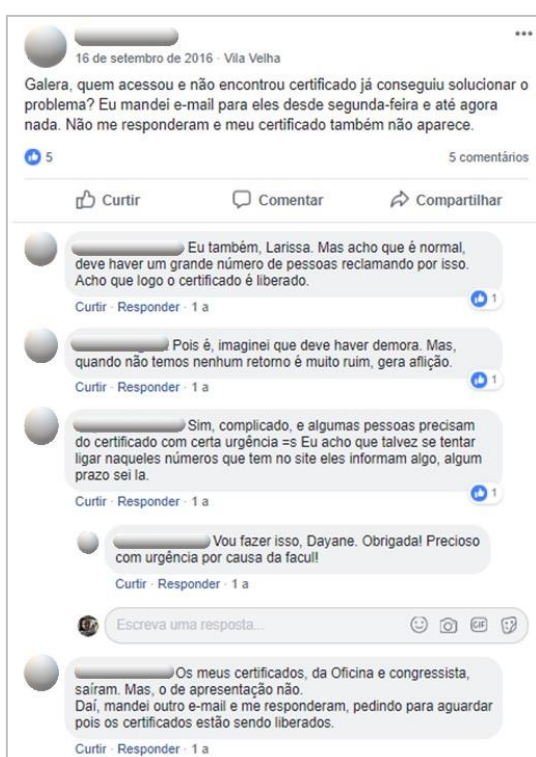 16 de setembro de 2016 · Vila Velha
Galera, quem acessou e não encontrou certificado já conseguiu solucionar o
problema? Eu mandei e-mail para eles desde segunda-feira e até agora
nada. Não me responderam e meu certificado também não aparece.
5
5 comentários
Curtir
Comentar
Compartilhar
Eu também, Larissa. Mas acho que é normal,
deve haver um grande número de pessoas reclamando por isso.
Acho que logo o certificado é liberado.
Curtir · Responder · 1 a
1
Pois é, imaginei que deve haver demora. Mas,
quando não temos nenhum retorno é muito ruim, gera aflição.
Curtir · Responder · 1 a
1
Sim, complicado, e algumas pessoas precisam
do certificado com certa urgência =s Eu acho que talvez se tentar
ligar naqueles números que tem no site eles informam algo, algum
prazo sei la.
Curtir · Responder · 1 a
1
Vou fazer isso, Dayane. Obrigada! Precioso
com urgência por causa da facul!
Curtir · Responder · 1 a
Escreva uma resposta...
GIF
Os meus certificados, da Oficina e congressista,
saíram. Mas, o de apresentação não.
Daí, mandei outro e-mail e me responderam, pedindo para aguardar
pois os certificados estão sendo liberados.
Curtir · Responder · 1 a